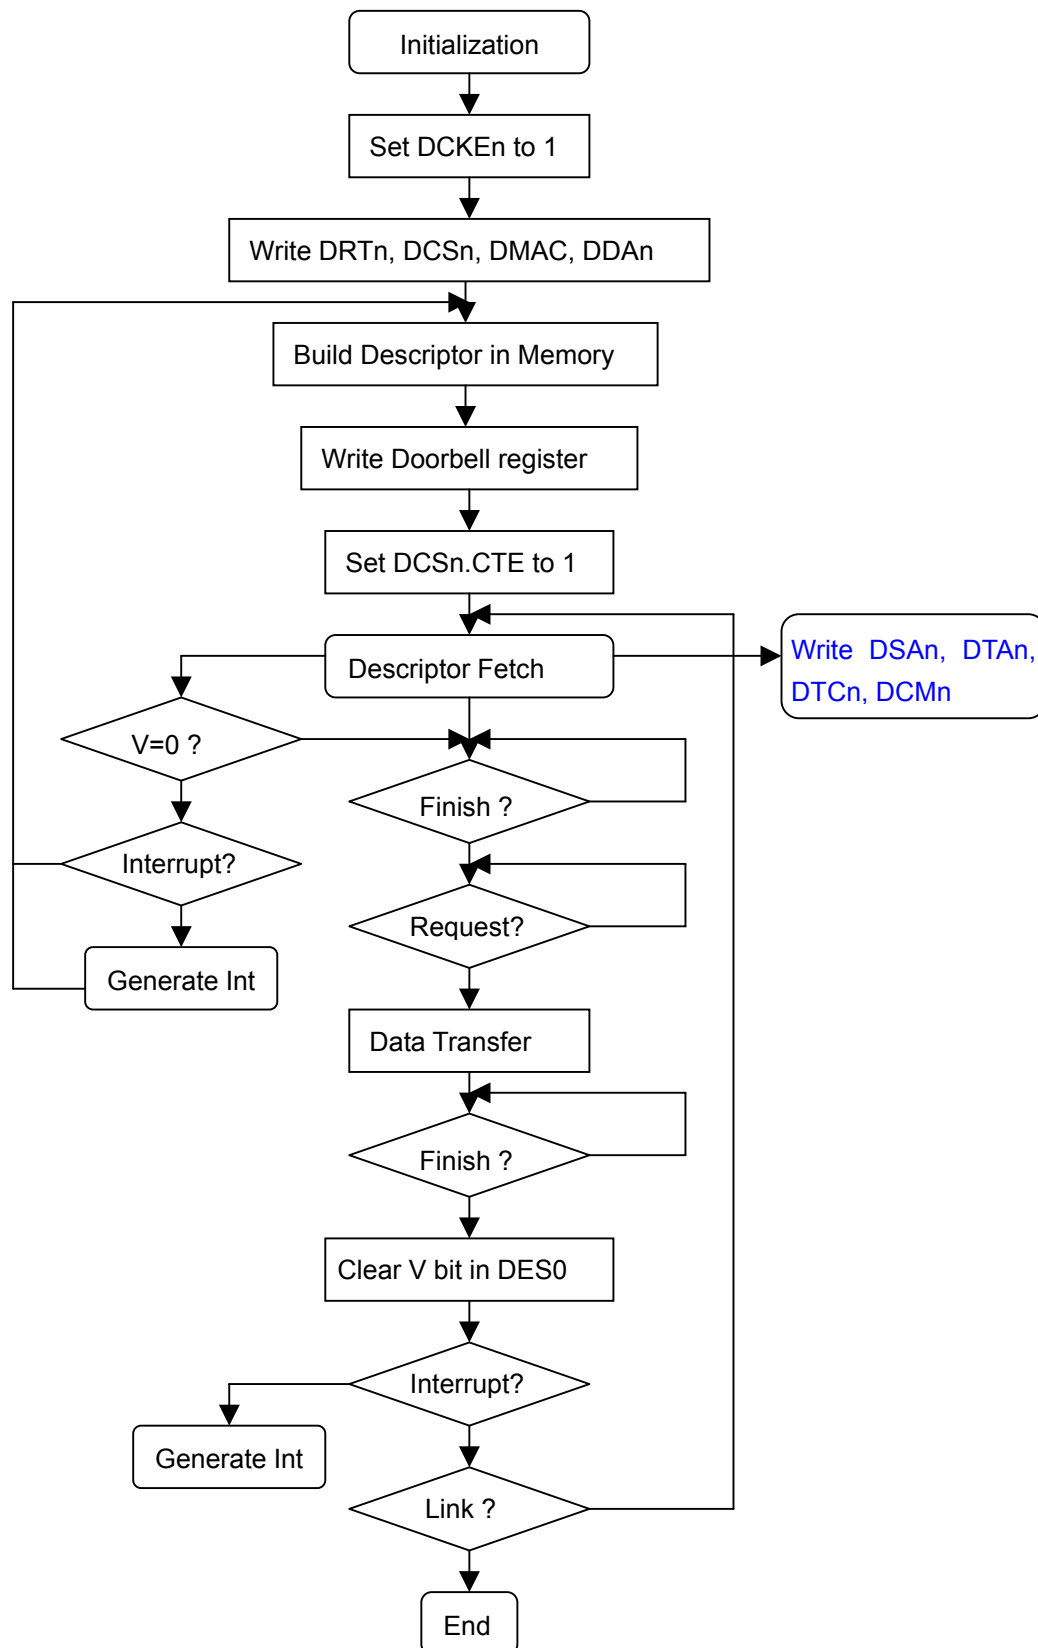 Initialization
Set DCKEn to 1
Write DRTn, DCSn, DMAC, DDAn
Build Descriptor in Memory
Write Doorbell register
Set DCSn.CTE to 1
Descriptor Fetch
Write DSAn, DTAn,
DTCn, DCMn
V=0 ?
Finish ?
Interrupt?
Request?
Generate Int
Data Transfer
Finish ?
Clear V bit in DES0
Interrupt?
Generate Int
Link ?
End